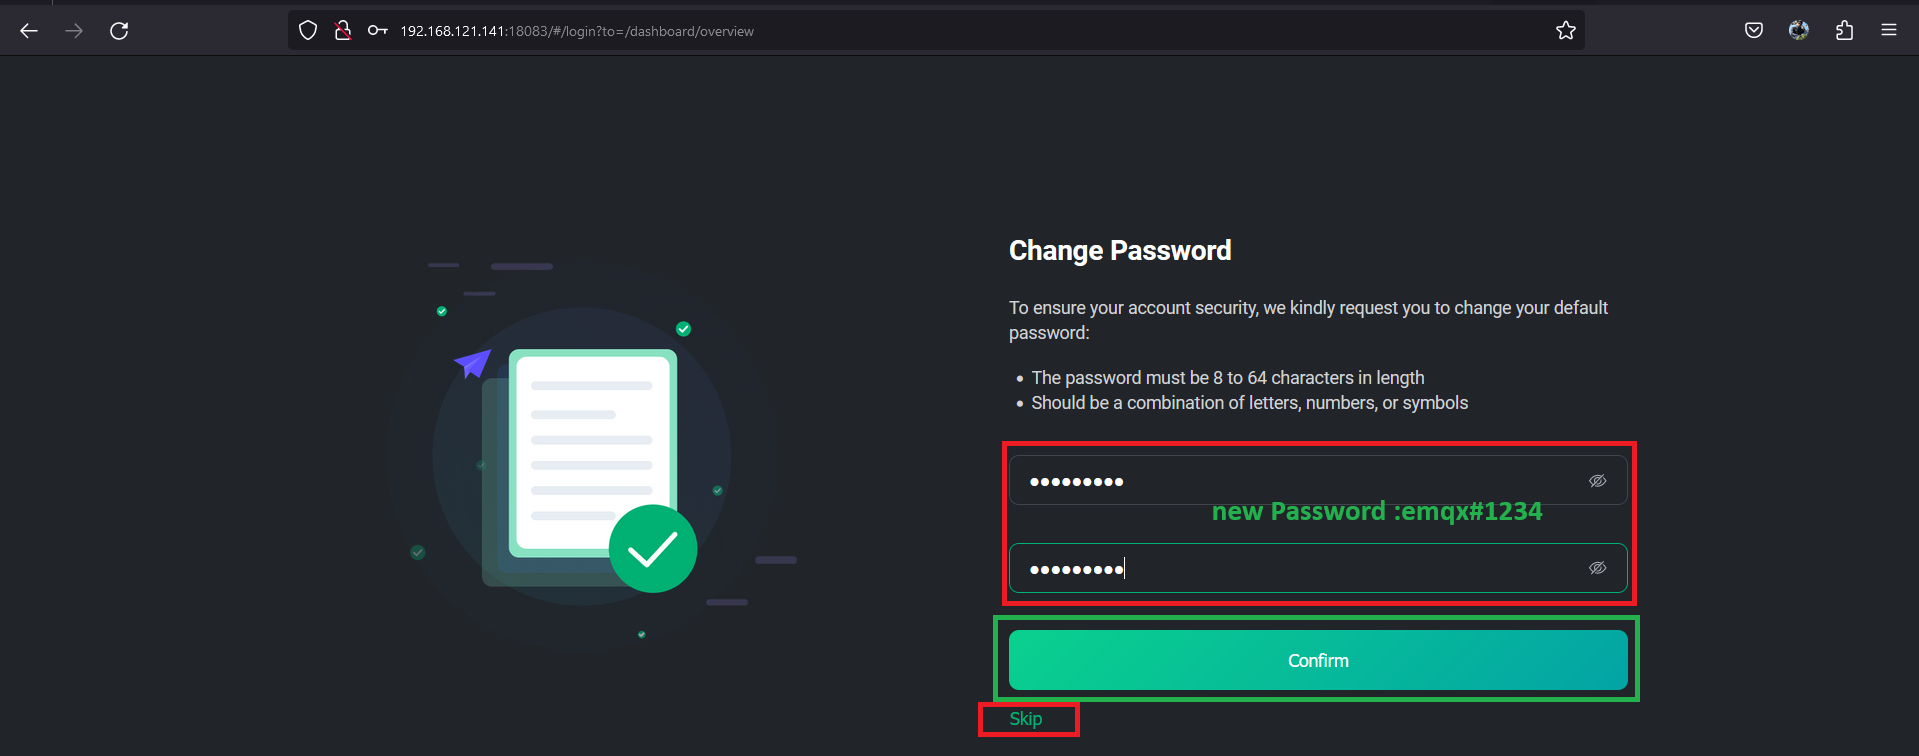 192.168.121.141:18083/#/login?to=/dashboard/overview
Change Password
To ensure your account security, we kindly request you to change your default
password:
• The password must be 8 to 64 characters in length
• Should be a combination of letters, numbers, or symbols
•••••••••
new Password :emqx#1234
•••••••••
Confirm
Skip